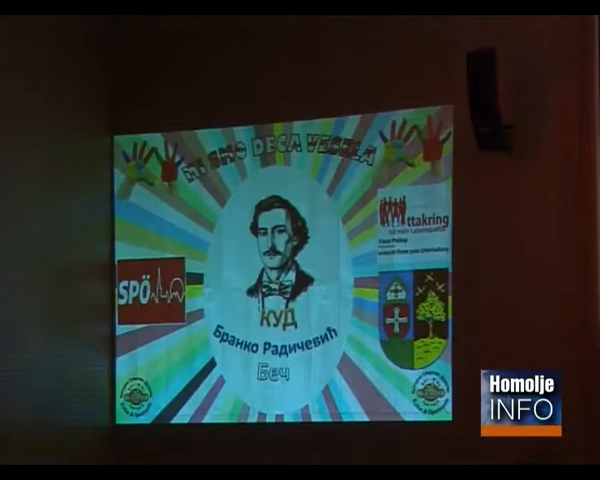 MI SMO DECA VESELA
ttakring
SPÖ
КУД
Бранко Радичевић
Беч
Homolje
INFO